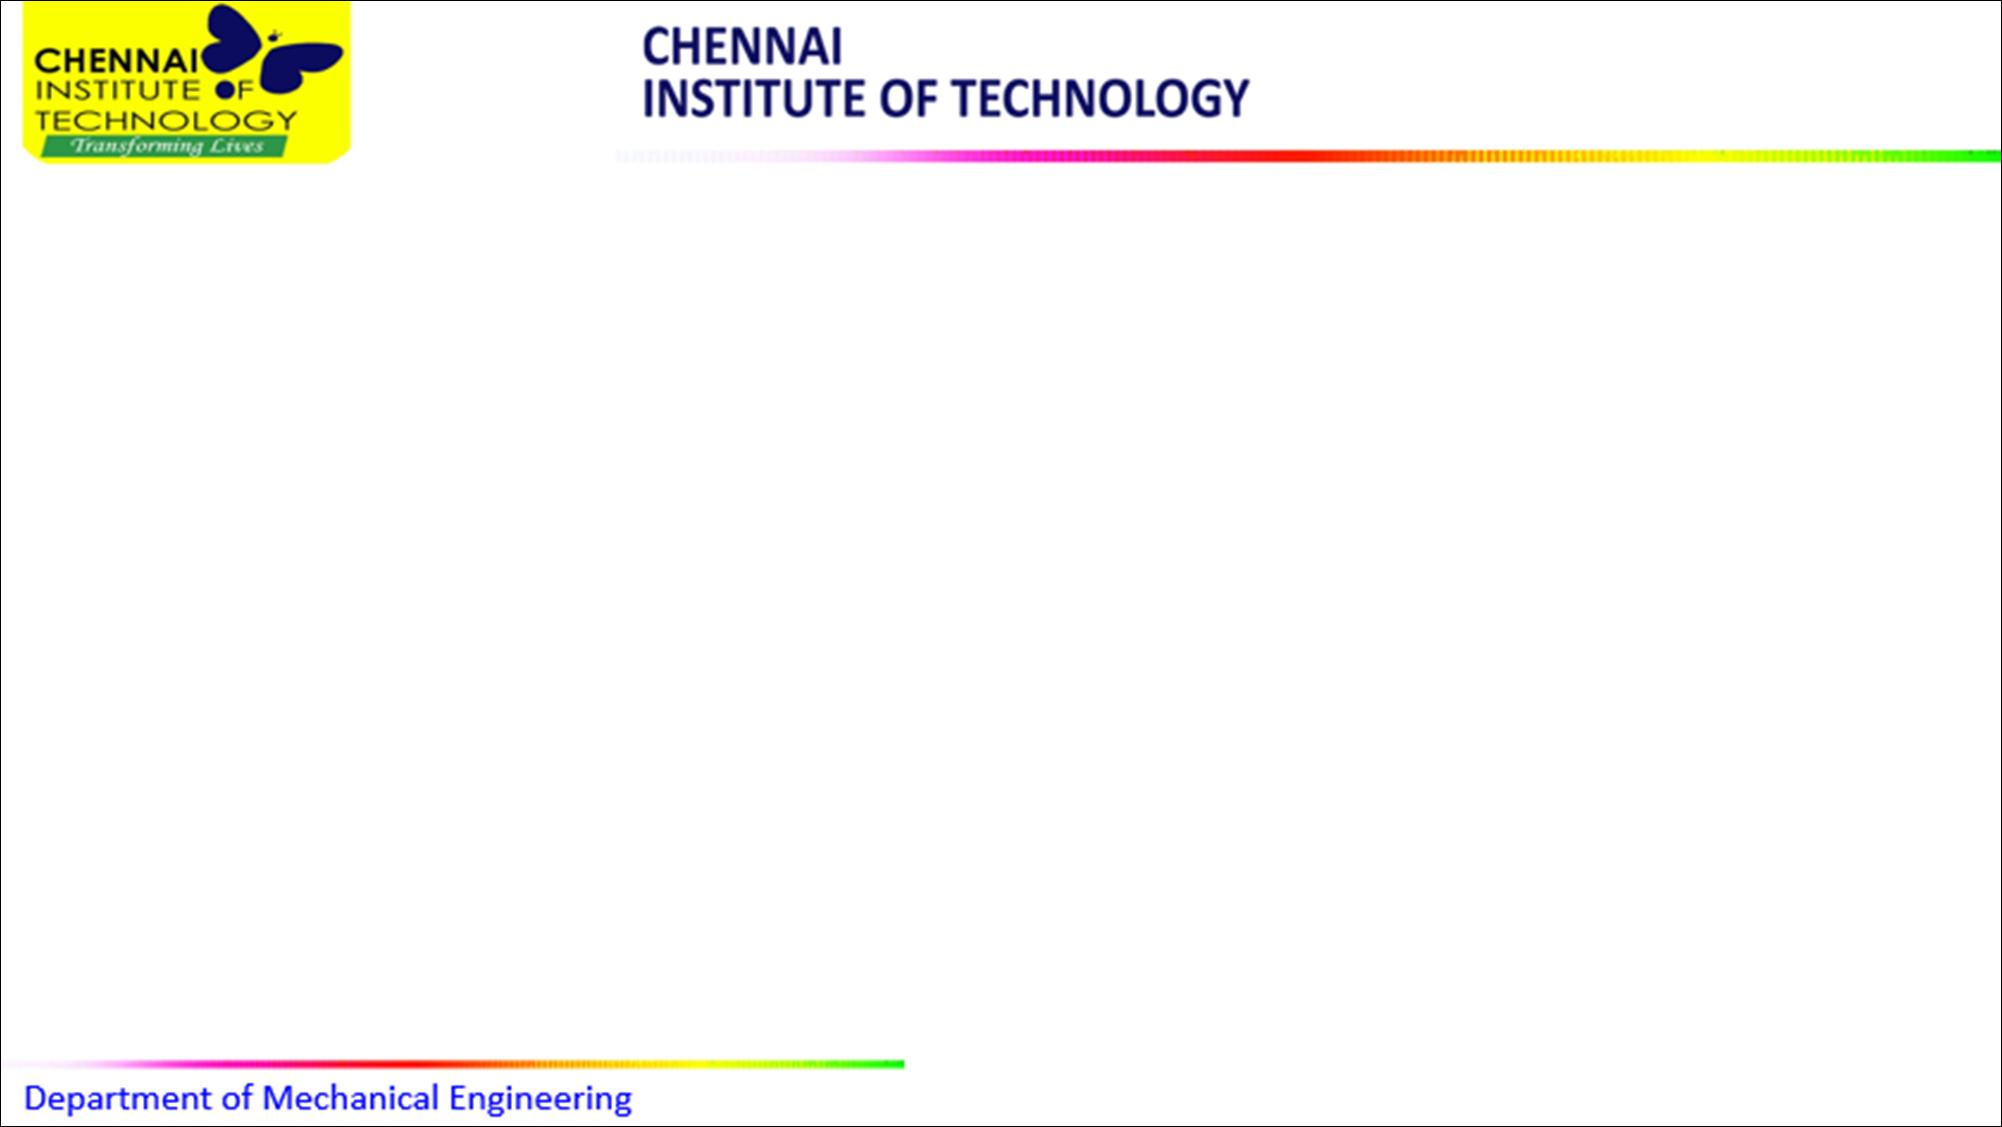 CHENNAI
INSTITUTE OF
TECHNOLOGY
Transforming Lives
CHENNAI
INSTITUTE OF TECHNOLOGY
Department of Mechanical Engineering